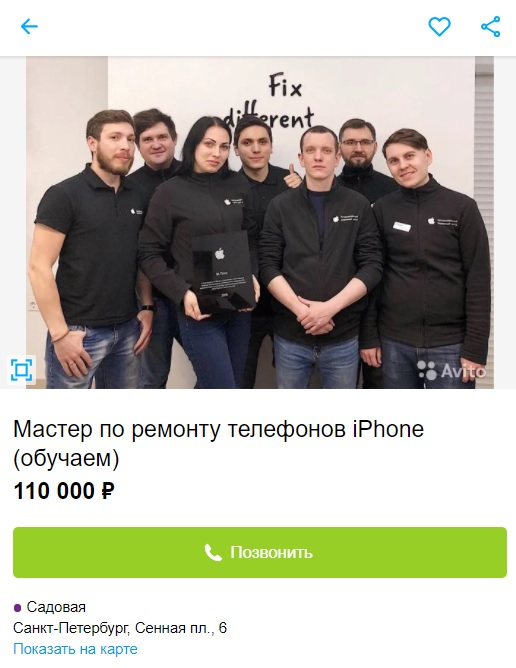 Fix
different
Avito
Мастер по ремонту телефонов iPhone
(обучаем)
110 000 ₽
Позвонить
Садовая
Санкт-Петербург, Сенная пл., 6
Показать на карте